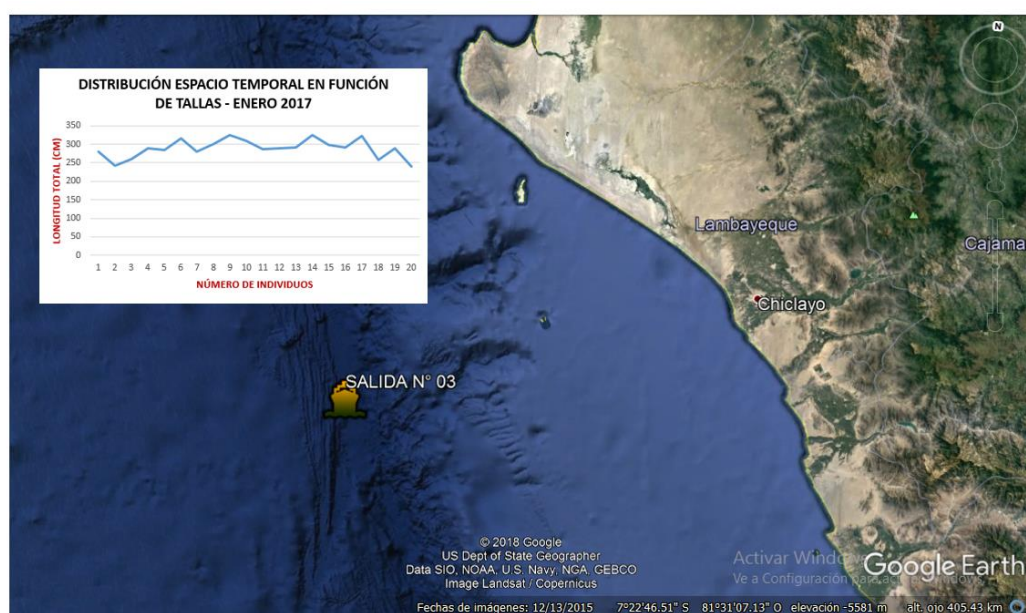 DISTRIBUCIÓN ESPACIO TEMPORAL EN FUNCIÓN
DE TALLAS - ENERO 2017
LONGITUD TOTAL (CM)
350
300
250
200
150
100
50
0
1 2 3 4 5 6 7 8 9 10 11 12 13 14 15 16 17 18 19 20
NÚMERO DE INDIVIDUOS
N
Lambayeque
Cajama
Chiclayo
SALIDA N° 03
© 2018 Google
US Dept of State Geographer
Data SIO, NOAA, U.S. Navy, NGA, GEBCO
Image Landsat / Copernicus
Activar Windows
Ve a Configuración para activar Windows.
Google Earth
Fechas de imágenes: 12/13/2015 7°22'46.51" S 81°31'07.13" O elevación -5581 m alt. ojo 405.43 km